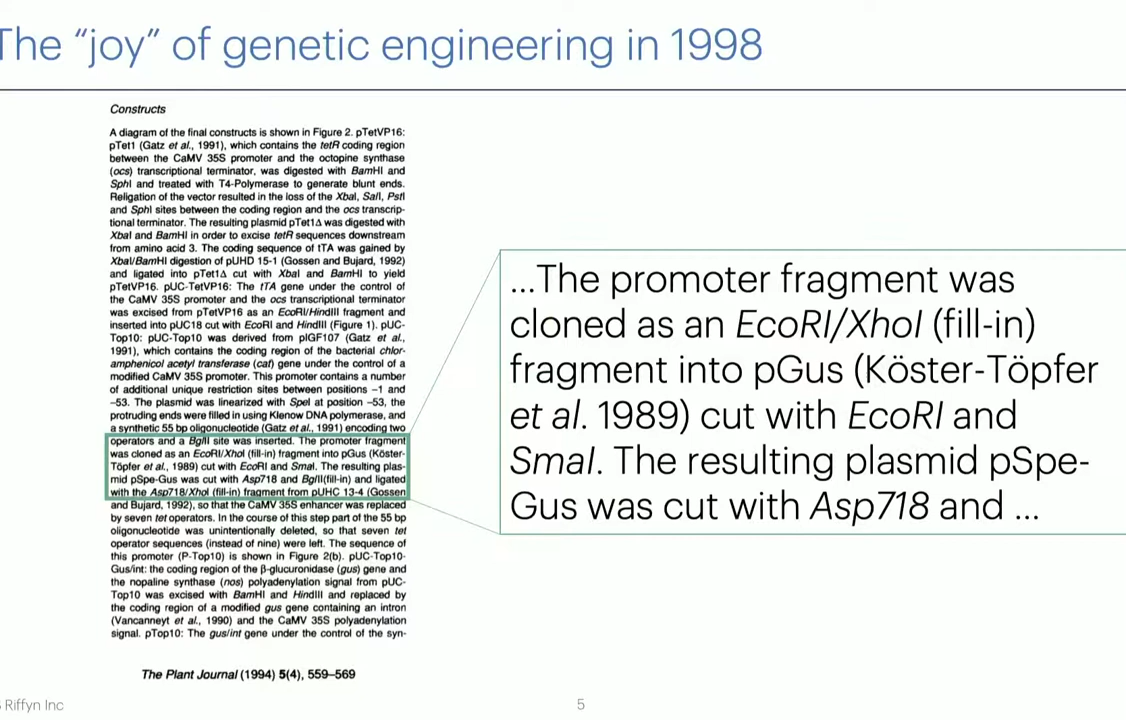 The “joy” of genetic engineering in 1998
Constructs
A diagram of the final constructs is shown in Figure 2. pTetVP16:
pTet1 (Gatz et al., 1991), which contains the tetR coding region
between the CaMV 35S promoter and the octopine synthase
(ocs) transcriptional terminator, was digested with BamHI and
SphI and treated with T4-Polymerase to generate blunt ends.
Religation of the vector resulted in the loss of the XbaI, SalI, PstI
and SphI sites between the coding region and the ocs transcrip-
tional terminator. The resulting plasmid pTet1Δ was digested with
XbaI and BamHI in order to excise tetR sequences downstream
from amino acid 3. The coding sequence of tTA was gained by
XbaI/BamHI digestion of pUHD 15-1 (Gossen and Bujard, 1992)
and ligated into pTet1Δ cut with XbaI and BamHI to yield
pTETVP16. pUC-TetVP16: The tTA gene under the control of
the CaMV 35S promoter and the ocs transcriptional terminator
was excised from pTetVP16 as an EcoRI/HindIII fragment and
inserted into pUC18 cut with EcoRI and HindIII (Figure 1). pUC-
Top10: pUC-Top10 was derived from pIGF107 (Gatz et al.,
1991), which contains the coding region of the bacterial chlor-
amphenicol acetyl transferase (cat) gene under the control of a
modified CaMV 35S promoter. This promoter contains a number
of additional unique restriction sites between positions −1 and
−53. The plasmid was linearized with SpeI at position −53, the
protruding ends were filled in using Klenow DNA polymerase, and
a synthetic 55 bp oligonucleotide (Gatz et al., 1991) encoding two
operators and a BglII site was inserted. The promoter fragment
was cloned as an EcoRI/XhoI (fill-in) fragment into pGus (Köster-
Töpfer et al., 1989) cut with EcoRI and SmaI. The resulting plas-
mid pSpe-Gus was cut with Asp718 and BglII(fill-in) and ligated
with the Asp718/XhoI (fill-in) fragment from pUHC 13-4 (Gossen
and Bujard, 1992), so that the CaMV 35S enhancer was replaced
by seven tet operators. In the course of this step part of the 55 bp
oligonucleotide was unintentionally deleted, so that seven tet
operator sequences (instead of nine) were left. The sequence of
this promoter (P-Top10) is shown in Figure 2(b). pUC-Top10-
Gus/int: the coding region of the β-glucuronidase (gus) gene and
the nopaline synthase (nos) polyadenylation signal from pUC-
Top10 was excised with BamHI and HindIII and replaced by
the coding region of a modified gus gene containing an intron
(Vancanneyt et al., 1990) and the CaMV 35S polyadenylation
signal. pTop10: The gus/int gene under the control of the syn-
The Plant Journal (1994) 5(4), 559–569
...The promoter fragment was
cloned as an EcoRI/XhoI (fill-in)
fragment into pGus (Köster-Töpfer
et al. 1989) cut with EcoRI and
SmaI. The resulting plasmid pSpe-
Gus was cut with Asp718 and ...
Riffyn Inc
5